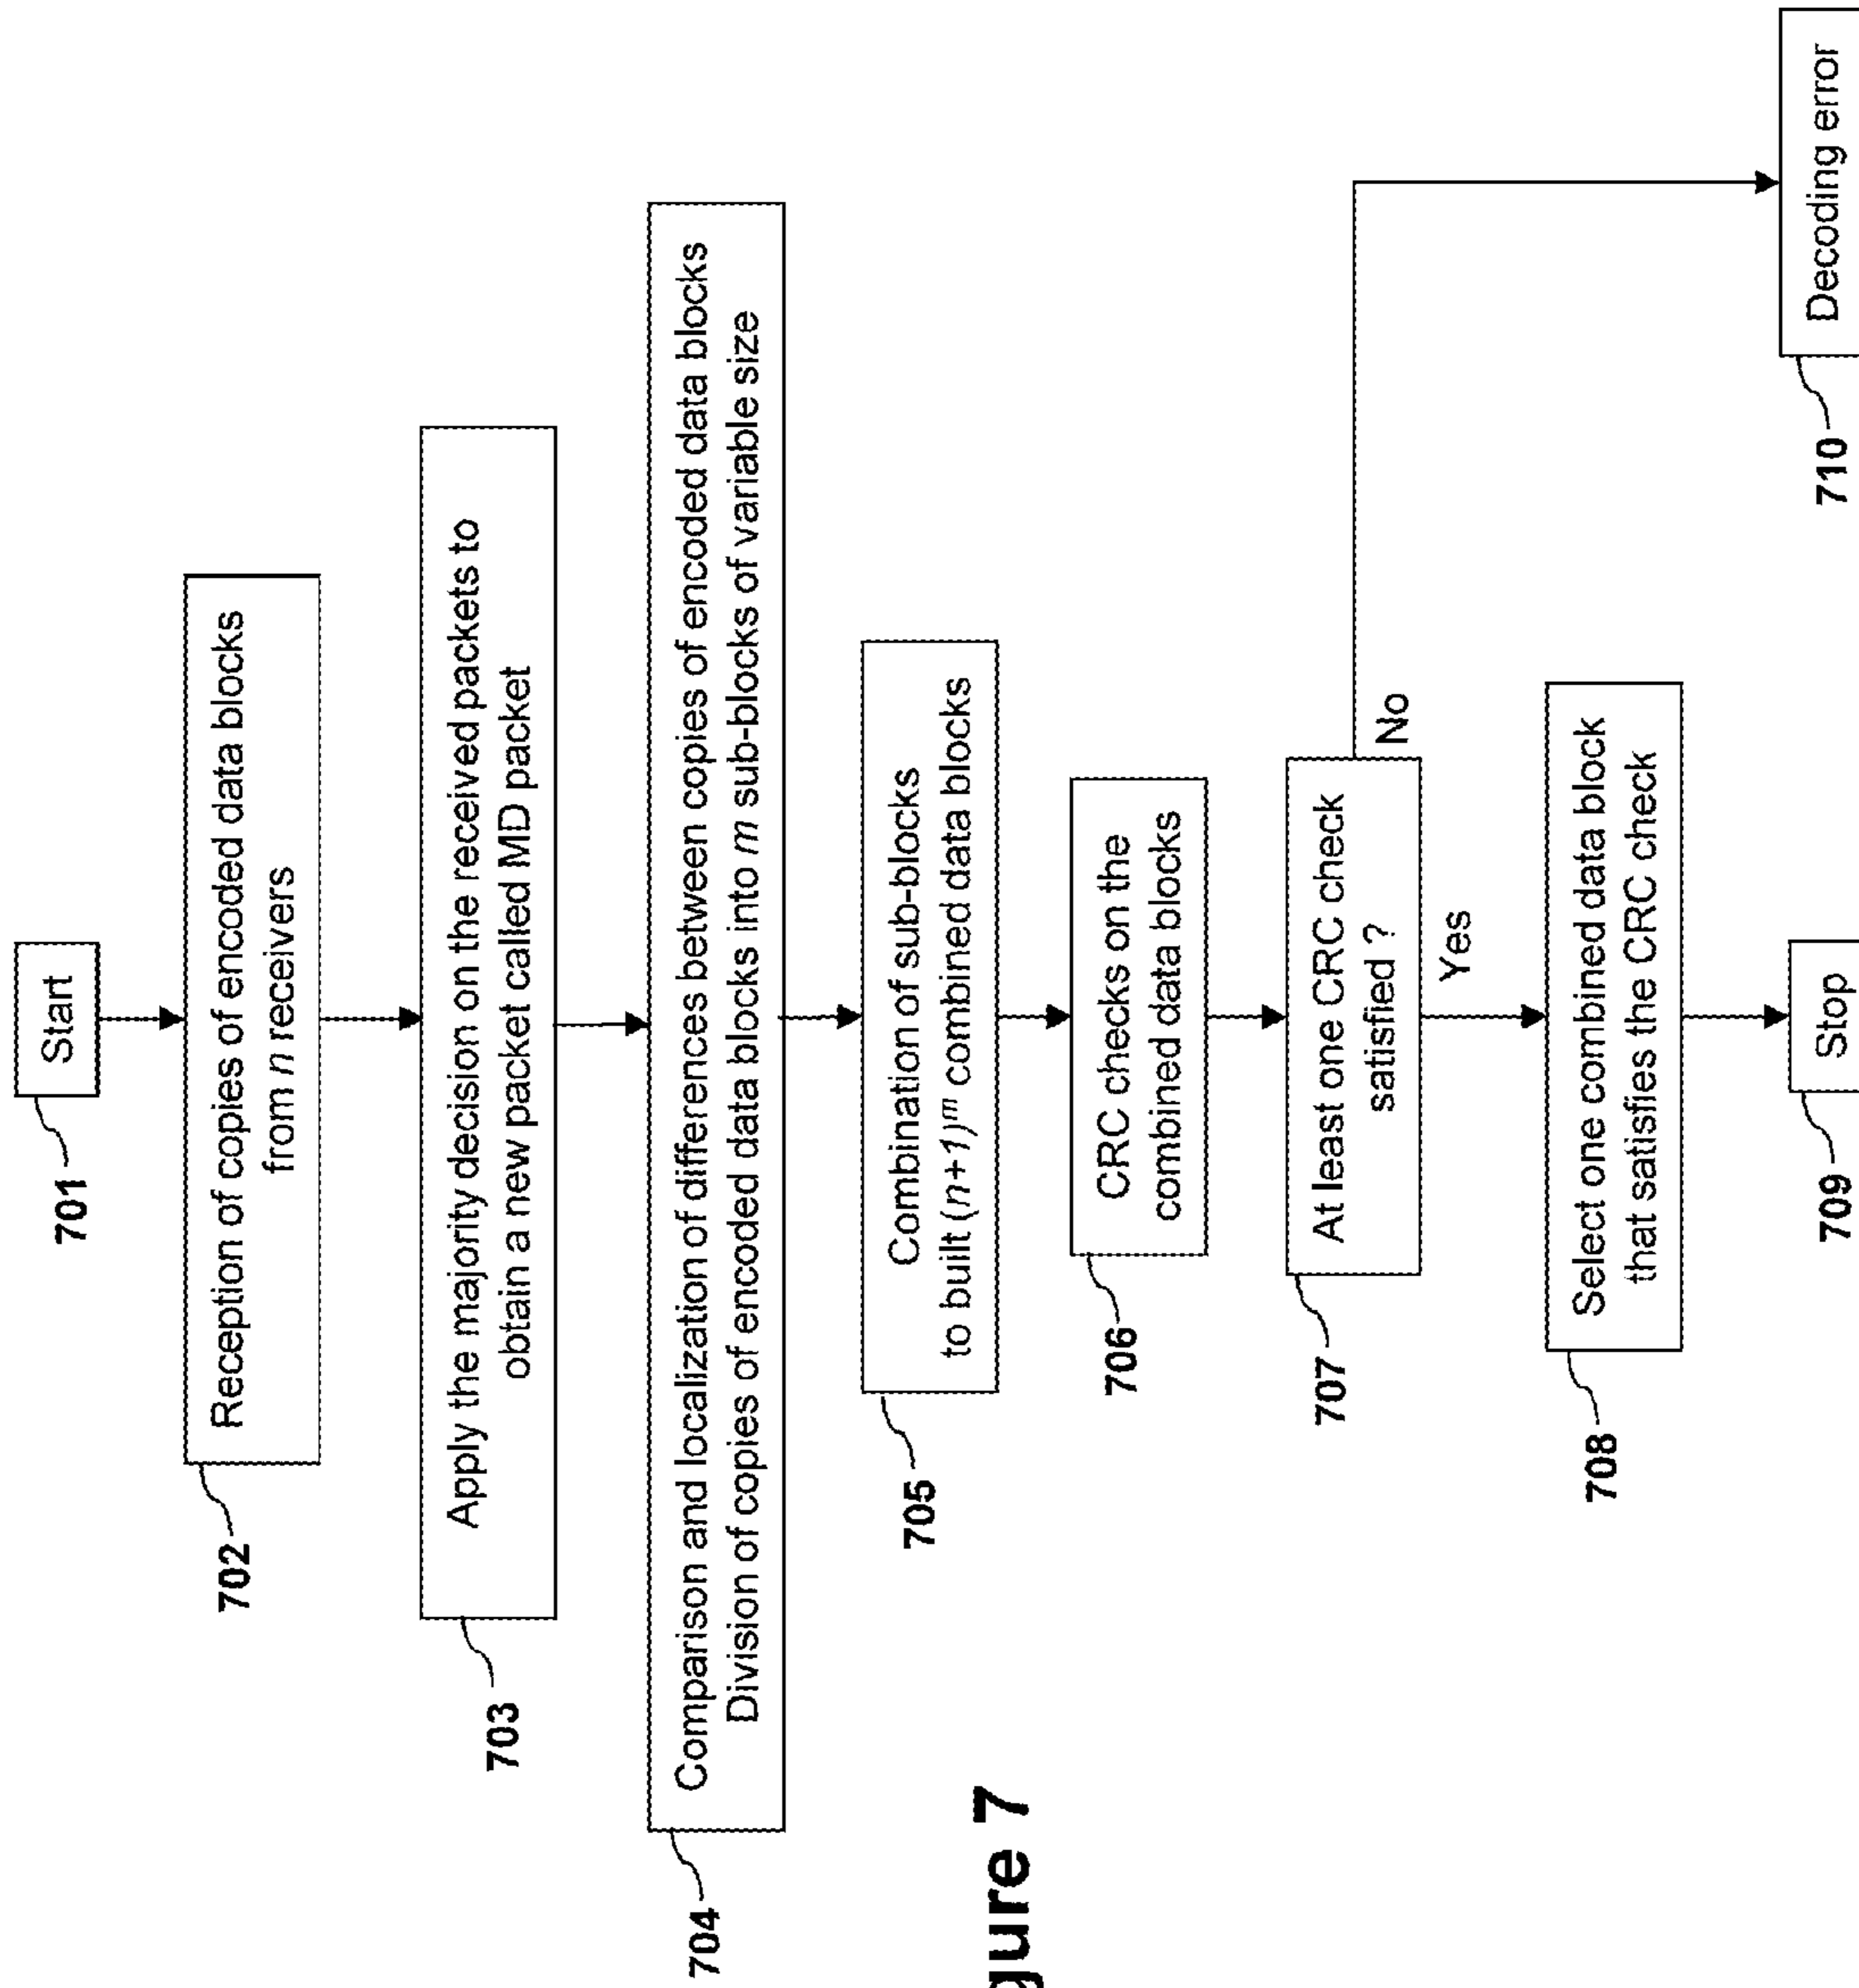 Start
701
Reception of copies of encoded data blocks
from n receivers
702
Apply the majority decision on the received packets to
obtain a new packet called MD packet
703
Comparison and localization of differences between copies of encoded data blocks
Division of copies of encoded data blocks into m sub-blocks of variable size
704
Combination of sub-blocks
to built (n+1)^m combined data blocks
705
CRC checks on the
combined data blocks
706
At least one CRC check
satisfied ?
707
No
Yes
Select one combined data block
that satisfies the CRC check
708
Stop
709
Decoding error
710
gure 7